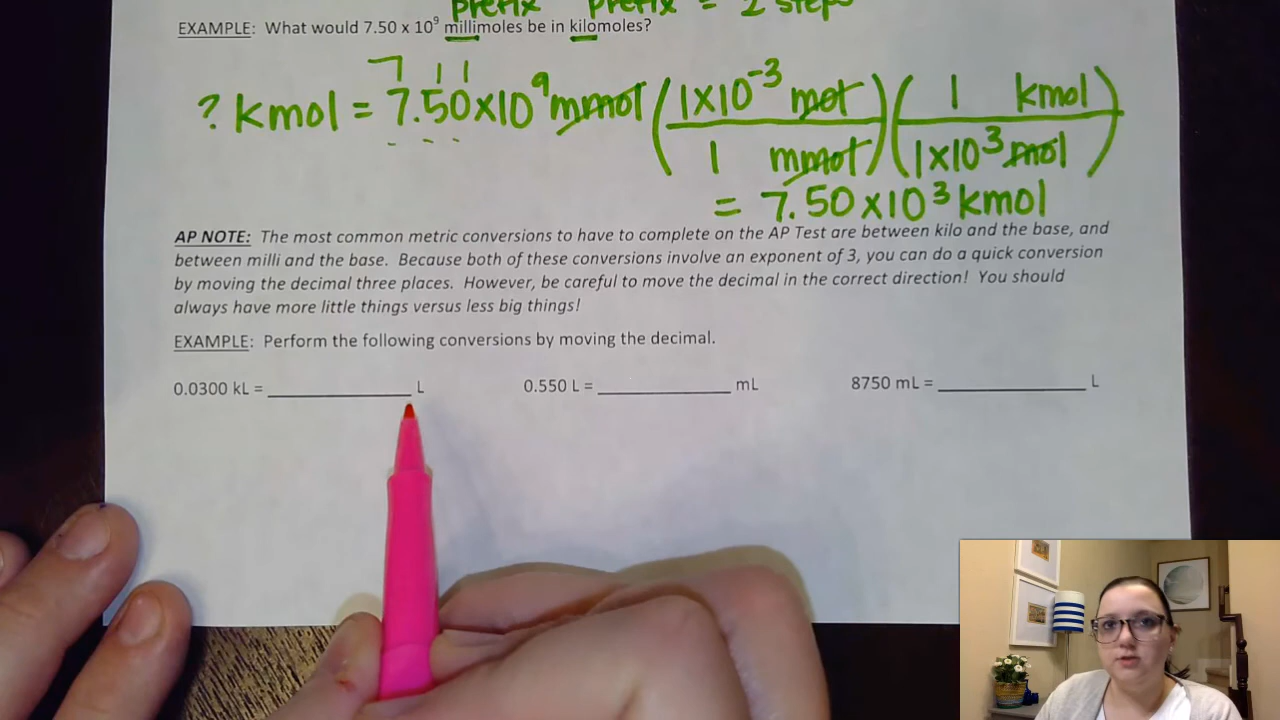 prefix prefix = 2 steps
EXAMPLE: What would 7.50 x 10⁹ millimoles be in kilomoles?
? kmol = 7.50x10⁹ mmol (1x10⁻³ mol / 1 mmol) (1 kmol / 1x10³ mol)
= 7.50x10³ kmol
AP NOTE: The most common metric conversions to have to complete on the AP Test are between kilo and the base, and
between milli and the base. Because both of these conversions involve an exponent of 3, you can do a quick conversion
by moving the decimal three places. However, be careful to move the decimal in the correct direction! You should
always have more little things versus less big things!
EXAMPLE: Perform the following conversions by moving the decimal.
0.0300 kL = ______________ L 0.550 L = ______________ mL 8750 mL = ______________ L